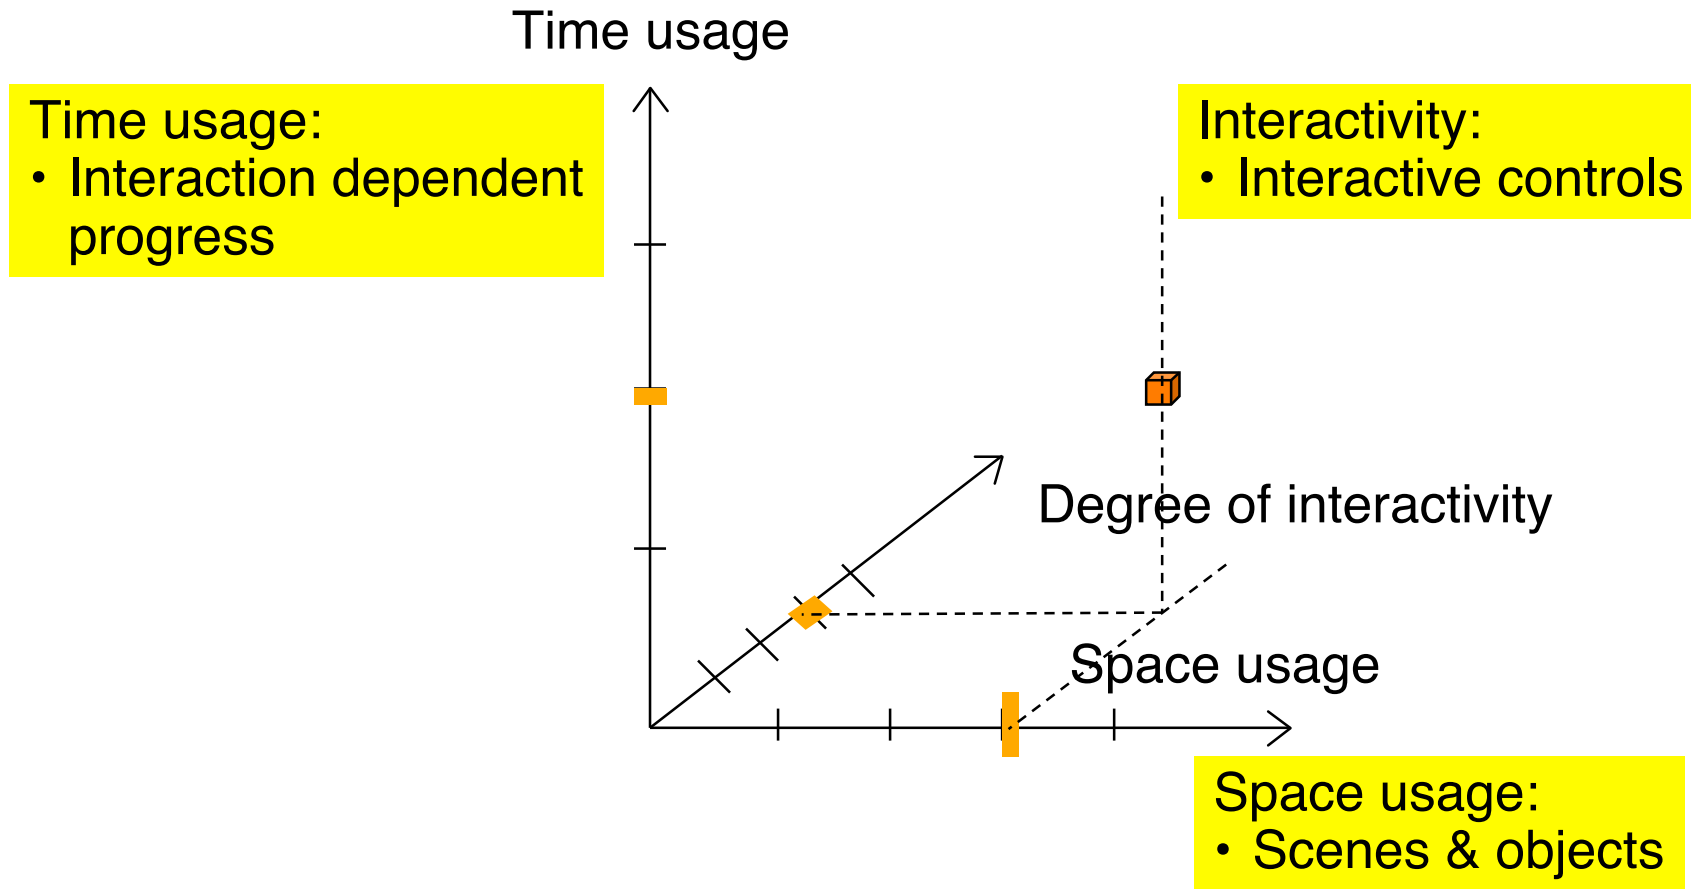 Time usage
Time usage:
• Interaction dependent
progress
Interactivity:
• Interactive controls
Degree of interactivity
Space usage
Space usage:
• Scenes & objects